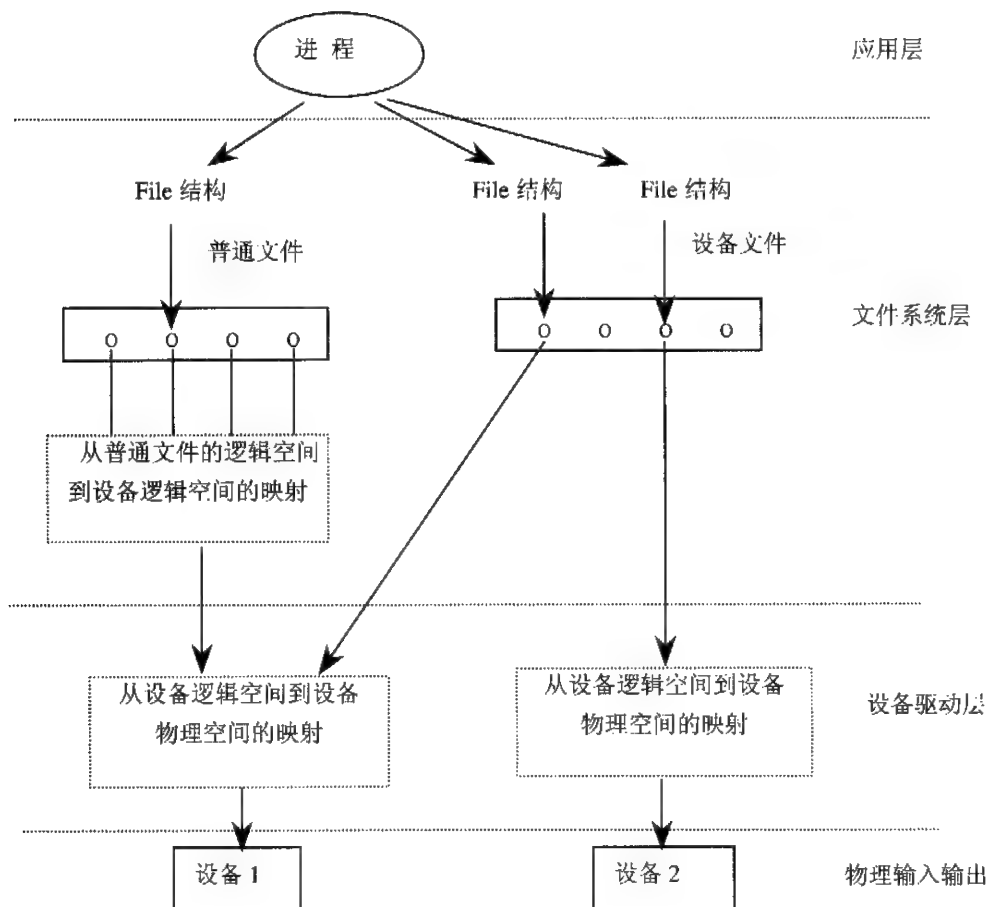 进 程
应用层
File 结构
File 结构
File 结构
普通文件
设备文件
文件系统层
o o o o
o o o o
从普通文件的逻辑空间
到设备逻辑空间的映射
从设备逻辑空间到设备
物理空间的映射
从设备逻辑空间到设备
物理空间的映射
设备驱动层
设备 1
设备 2
物理输入输出